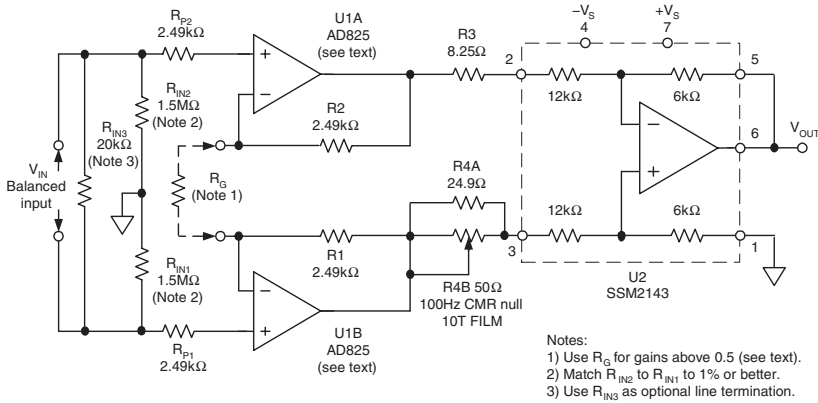 R_P2
2.49kΩ
U1A
AD825
(see text)
R3
8.25Ω
−V_S
4
+V_S
7
2
5
12kΩ
6kΩ
R_IN2
1.5MΩ
(Note 2)
R_IN3
20kΩ
(Note 3)
R2
2.49kΩ
V_IN
Balanced
input
R_G
(Note 1)
R4A
24.9Ω
6
V_OUT
12kΩ
6kΩ
R_IN1
1.5MΩ
(Note 2)
R1
2.49kΩ
3
1
R4B 50Ω
100Hz CMR null
10T FILM
U2
SSM2143
R_P1
2.49kΩ
U1B
AD825
(see text)
Notes:
1) Use R_G for gains above 0.5 (see text).
2) Match R_IN2 to R_IN1 to 1% or better.
3) Use R_IN3 as optional line termination.